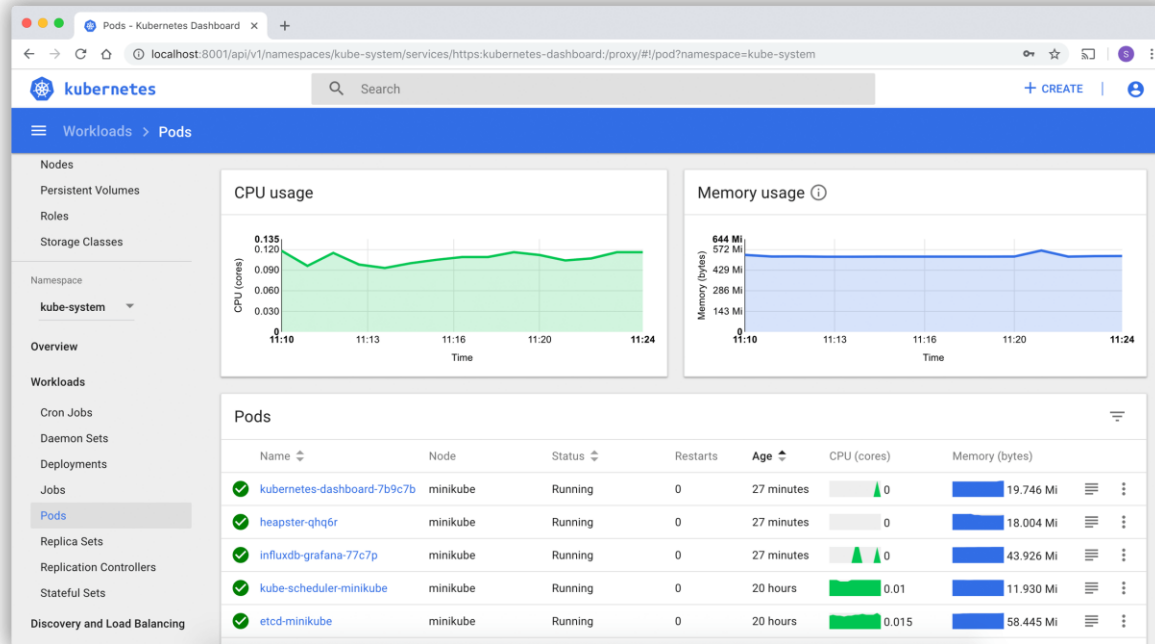 Pods - Kubernetes Dashboard
localhost:8001/api/v1/namespaces/kube-system/services/https:kubernetes-dashboard:/proxy/#!/pod?namespace=kube-system
S
kubernetes
Search
CREATE
Workloads > Pods
Nodes
Persistent Volumes
Roles
Storage Classes
Namespace
kube-system
Overview
Workloads
Cron Jobs
Daemon Sets
Deployments
Jobs
Pods
Replica Sets
Replication Controllers
Stateful Sets
Discovery and Load Balancing
CPU usage
CPU (cores)
0.135
0.120
0.090
0.060
0.030
0
11:10 11:13 11:16 11:20 11:24
Time
Memory usage
Memory (bytes)
644 Mi
572 Mi
429 Mi
286 Mi
143 Mi
0
11:10 11:13 11:16 11:20 11:24
Time
Pods
Name Node Status Restarts Age CPU (cores) Memory (bytes)
kubernetes-dashboard-7b9c7b minikube Running 0 27 minutes 0 19.746 Mi
heapster-qhq6r minikube Running 0 27 minutes 0 18.004 Mi
influxdb-grafana-77c7p minikube Running 0 27 minutes 0 43.926 Mi
kube-scheduler-minikube minikube Running 0 20 hours 0.01 11.930 Mi
etcd-minikube minikube Running 0 20 hours 0.015 58.445 Mi